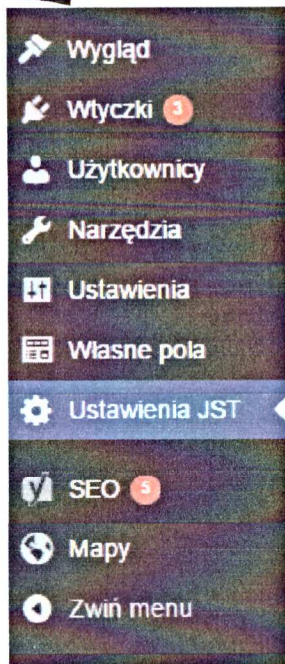 Wygląd
Wtyczki 3
Użytkownicy
Narzędzia
Ustawienia
Własne pola
Ustawienia JST
SEO 5
Mapy
Zwiń menu